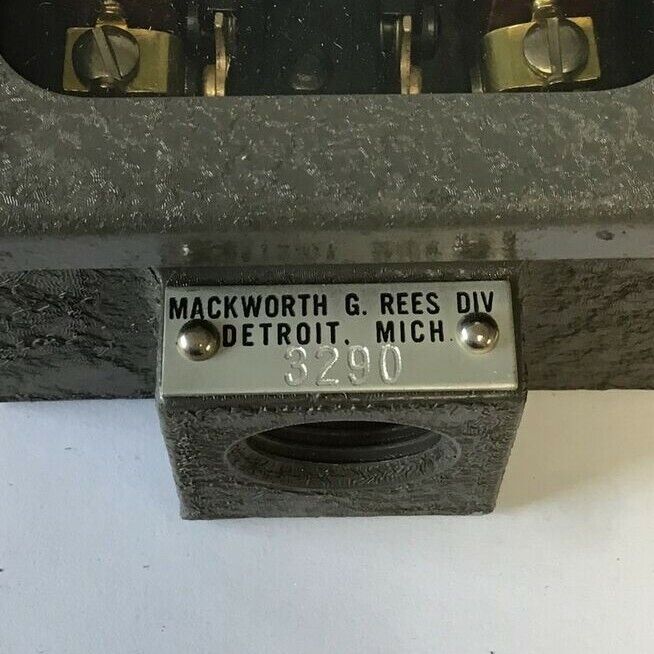 MACKWORTH G. REES DIV
DETROIT, MICH.
3290